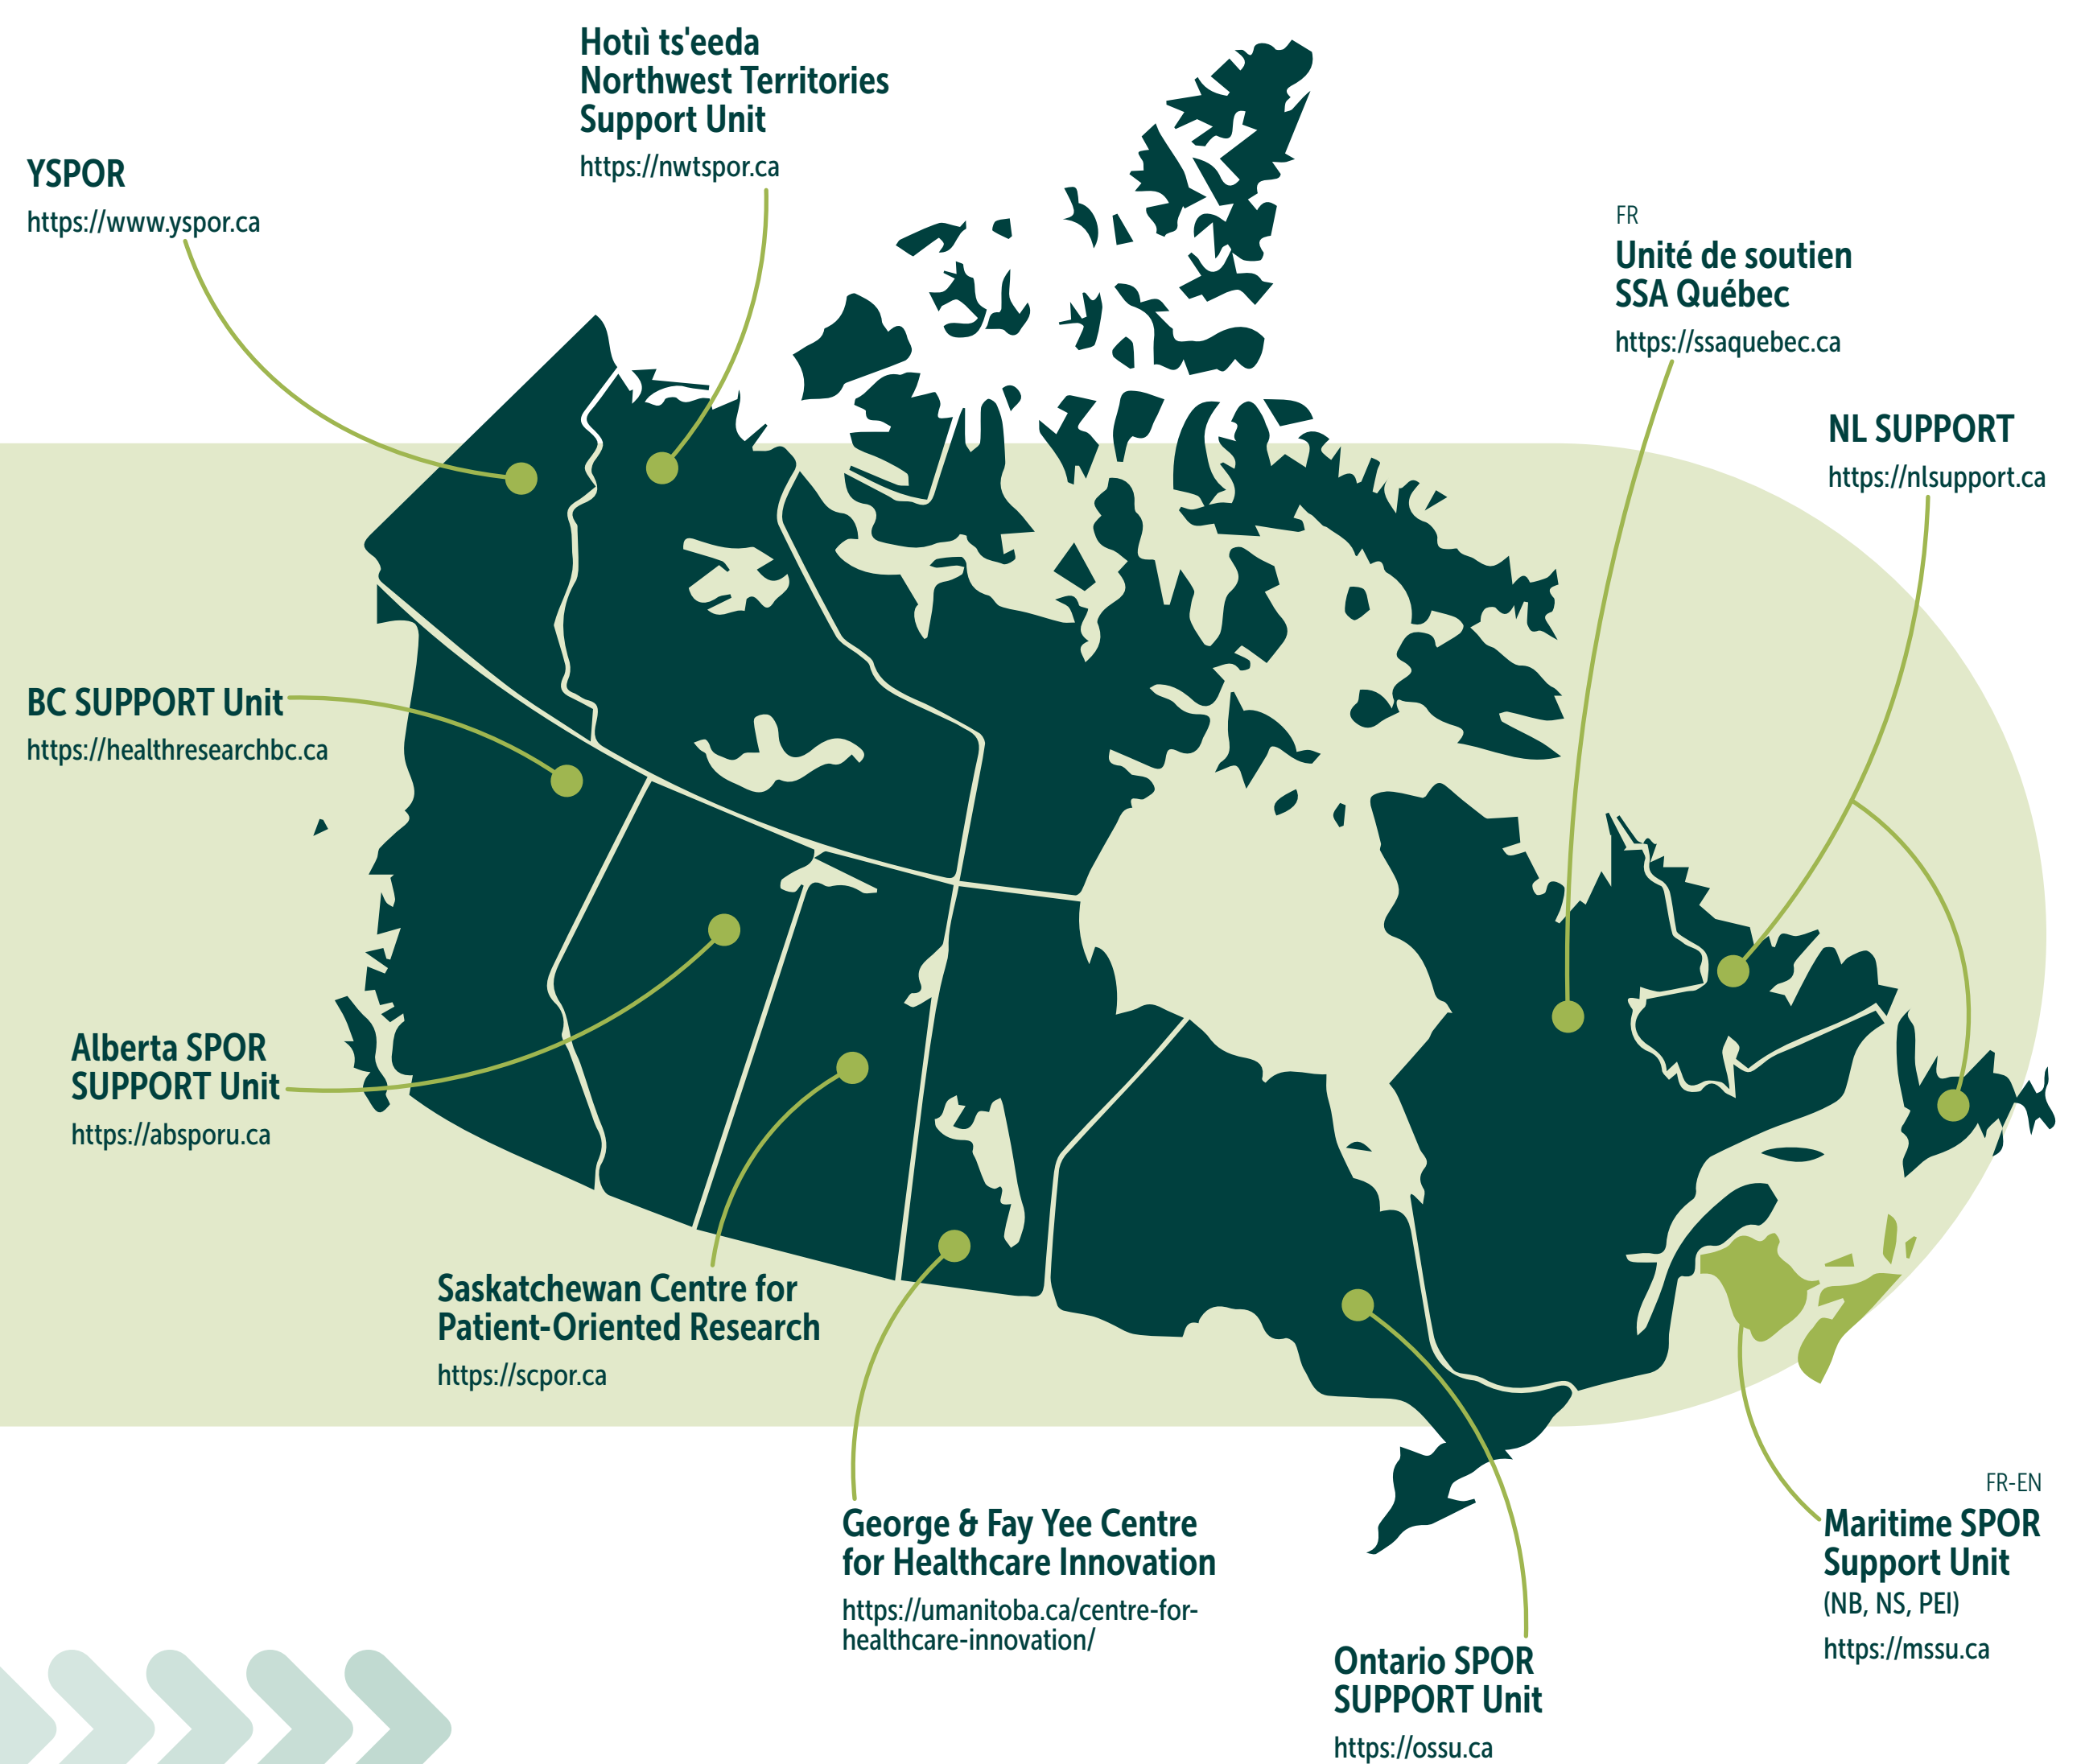 Hotıì ts'eeda
Northwest Territories
Support Unit
https://nwtspor.ca
YSPOR
https://www.yspor.ca
FR
Unité de soutien
SSA Québec
https://ssaquebec.ca
NL SUPPORT
https://nlsupport.ca
BC SUPPORT Unit
https://healthresearchbc.ca
Alberta SPOR
SUPPORT Unit
https://absporu.ca
Saskatchewan Centre for
Patient-Oriented Research
https://scpor.ca
George & Fay Yee Centre
for Healthcare Innovation
https://umanitoba.ca/centre-for-
healthcare-innovation/
Ontario SPOR
SUPPORT Unit
https://ossu.ca
FR-EN
Maritime SPOR
Support Unit
(NB, NS, PEI)
https://mssu.ca